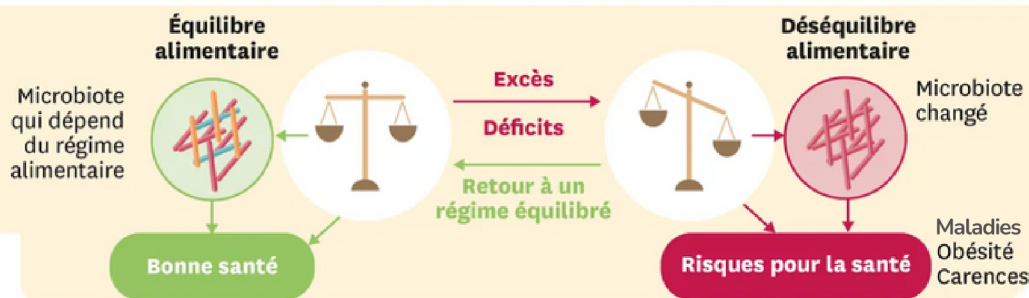 Équilibre
alimentaire
Microbiote
qui dépend
du régime
alimentaire
Excès
Déficits
Retour à un
régime équilibré
Déséquilibre
alimentaire
Microbiote
changé
Bonne santé
Risques pour la santé
Maladies
Obésité
Carences